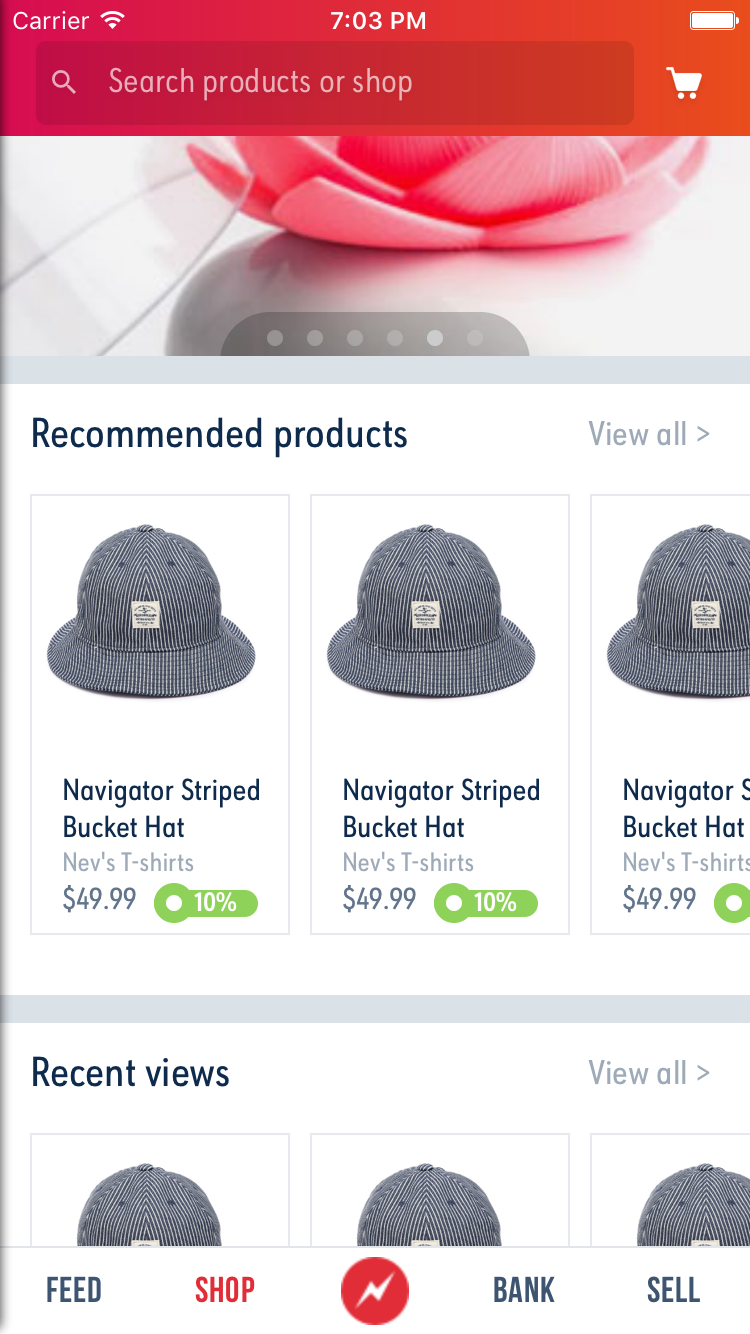 Carrier 7:03 PM
Search products or shop
Recommended products View all >
Navigator Striped
Bucket Hat
Nev's T-shirts
$49.99 10%
Navigator Striped
Bucket Hat
Nev's T-shirts
$49.99 10%
Navigator S
Bucket Hat
Nev's T-shirts
$49.99
Recent views View all >
FEED SHOP BANK SELL